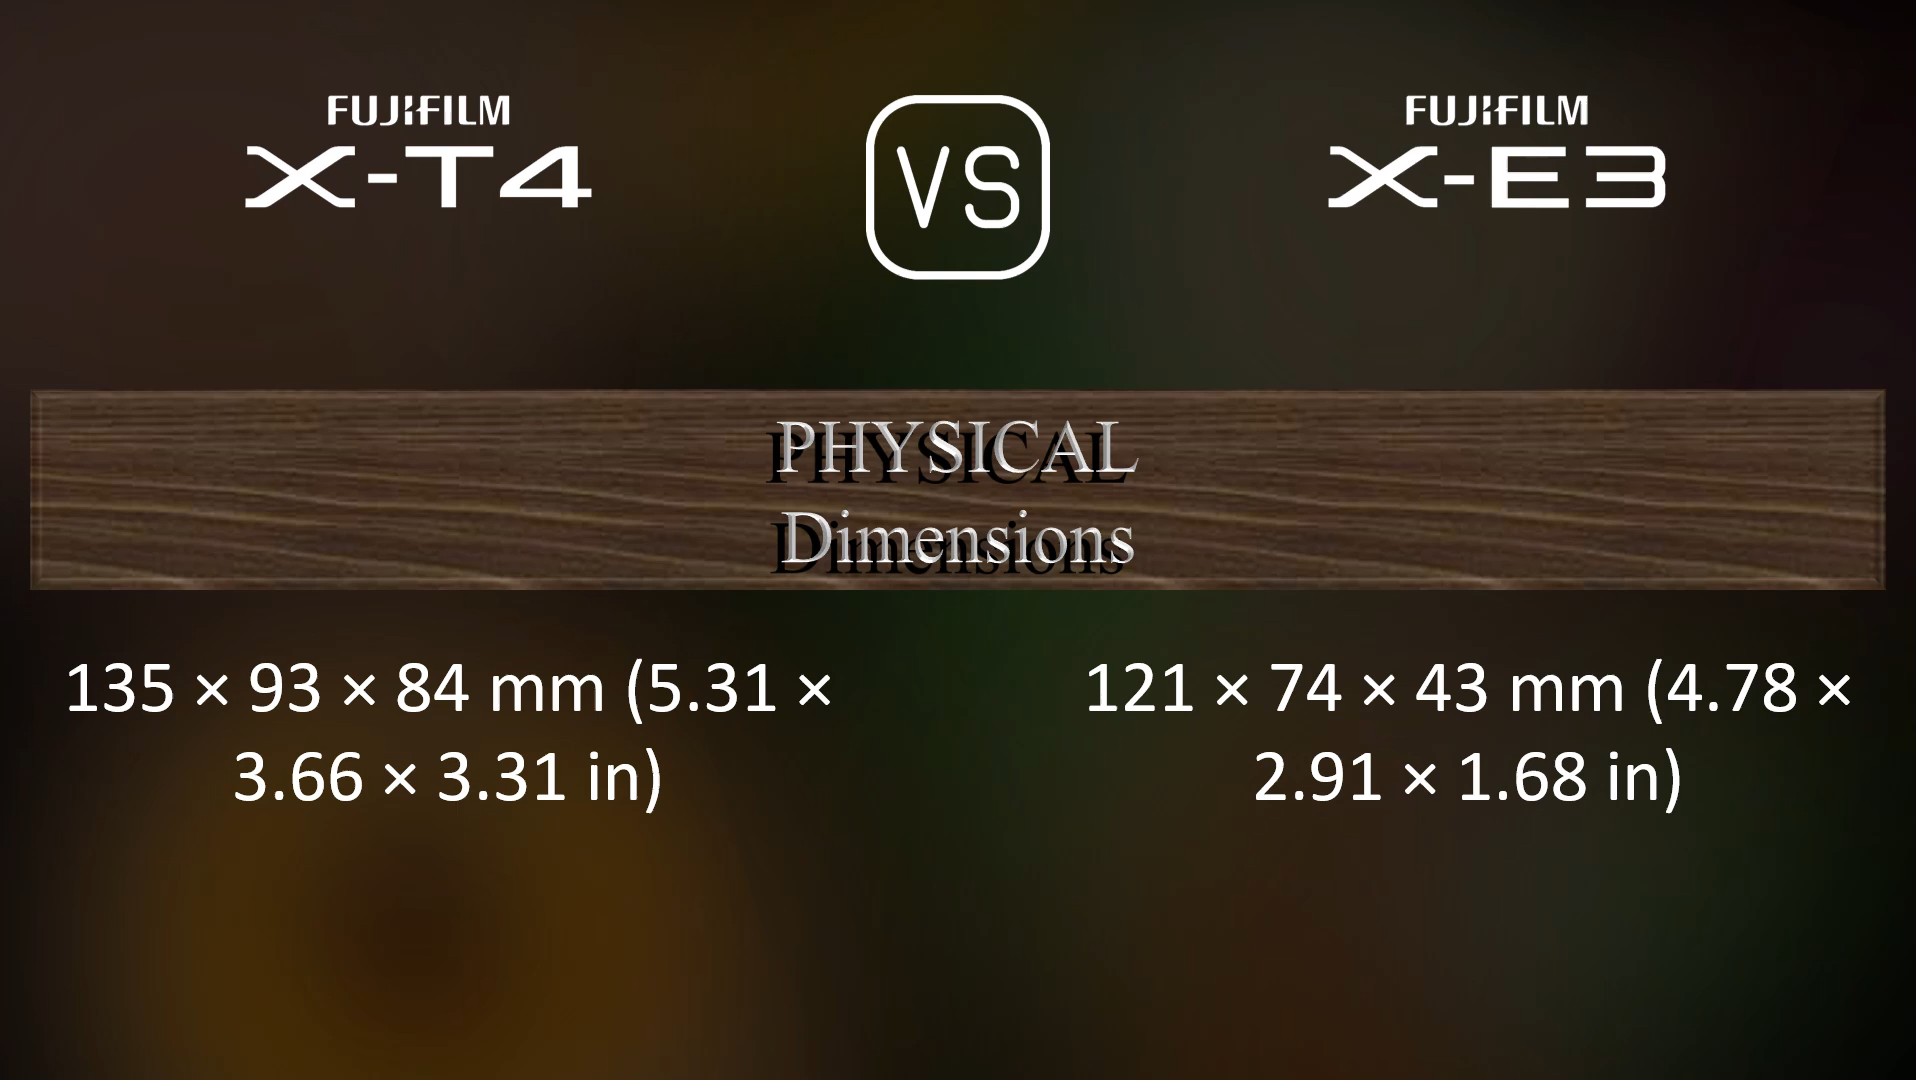 FUJIFILM
X-T4
VS
FUJIFILM
X-E3
PHYSICAL
Dimensions
135 × 93 × 84 mm (5.31 ×
3.66 × 3.31 in)
121 × 74 × 43 mm (4.78 ×
2.91 × 1.68 in)